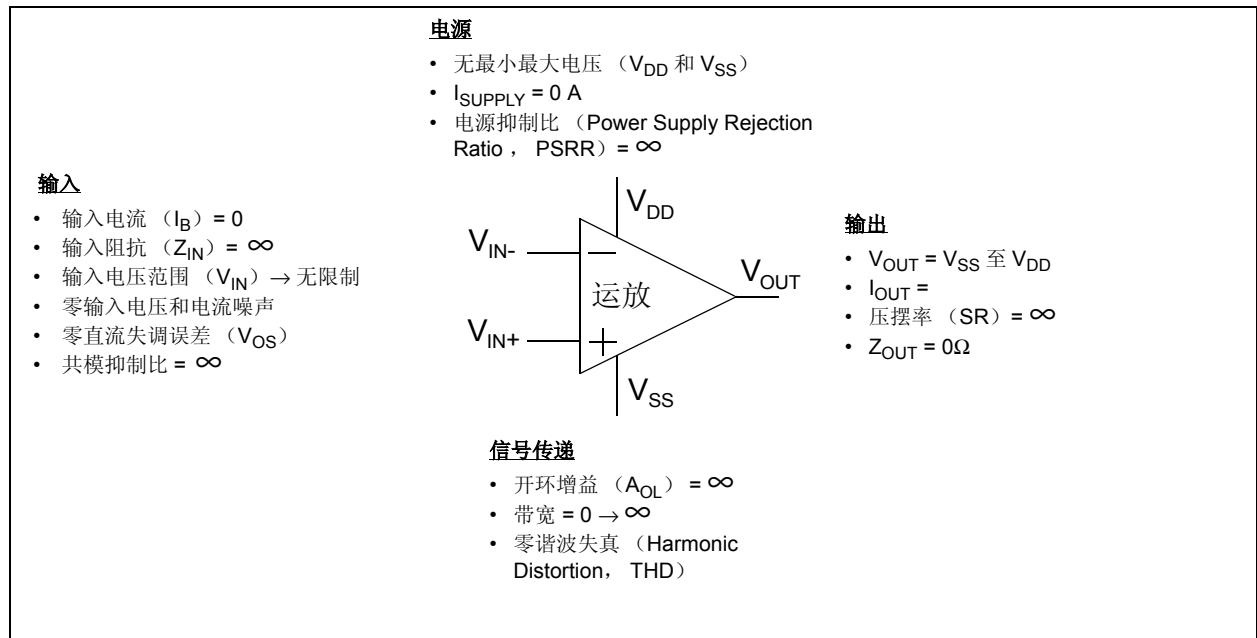 电源
• 无最小最大电压 （VDD 和 VSS）
• ISUPPLY = 0 A
• 电源抑制比 （Power Supply Rejection
Ratio， PSRR）= ∞
输入
• 输入电流 （IB）= 0
• 输入阻抗 （ZIN）= ∞
• 输入电压范围 （VIN）→ 无限制
• 零输入电压和电流噪声
• 零直流失调误差 （VOS）
• 共模抑制比 = ∞
VDD
VIN-
−
运放
VOUT
VIN+
+
VSS
输出
• VOUT = VSS 至 VDD
• IOUT =
• 压摆率 （SR）= ∞
• ZOUT = 0Ω
信号传递
• 开环增益 （AOL） = ∞
• 带宽 = 0 → ∞
• 零谐波失真 （Harmonic
Distortion， THD）